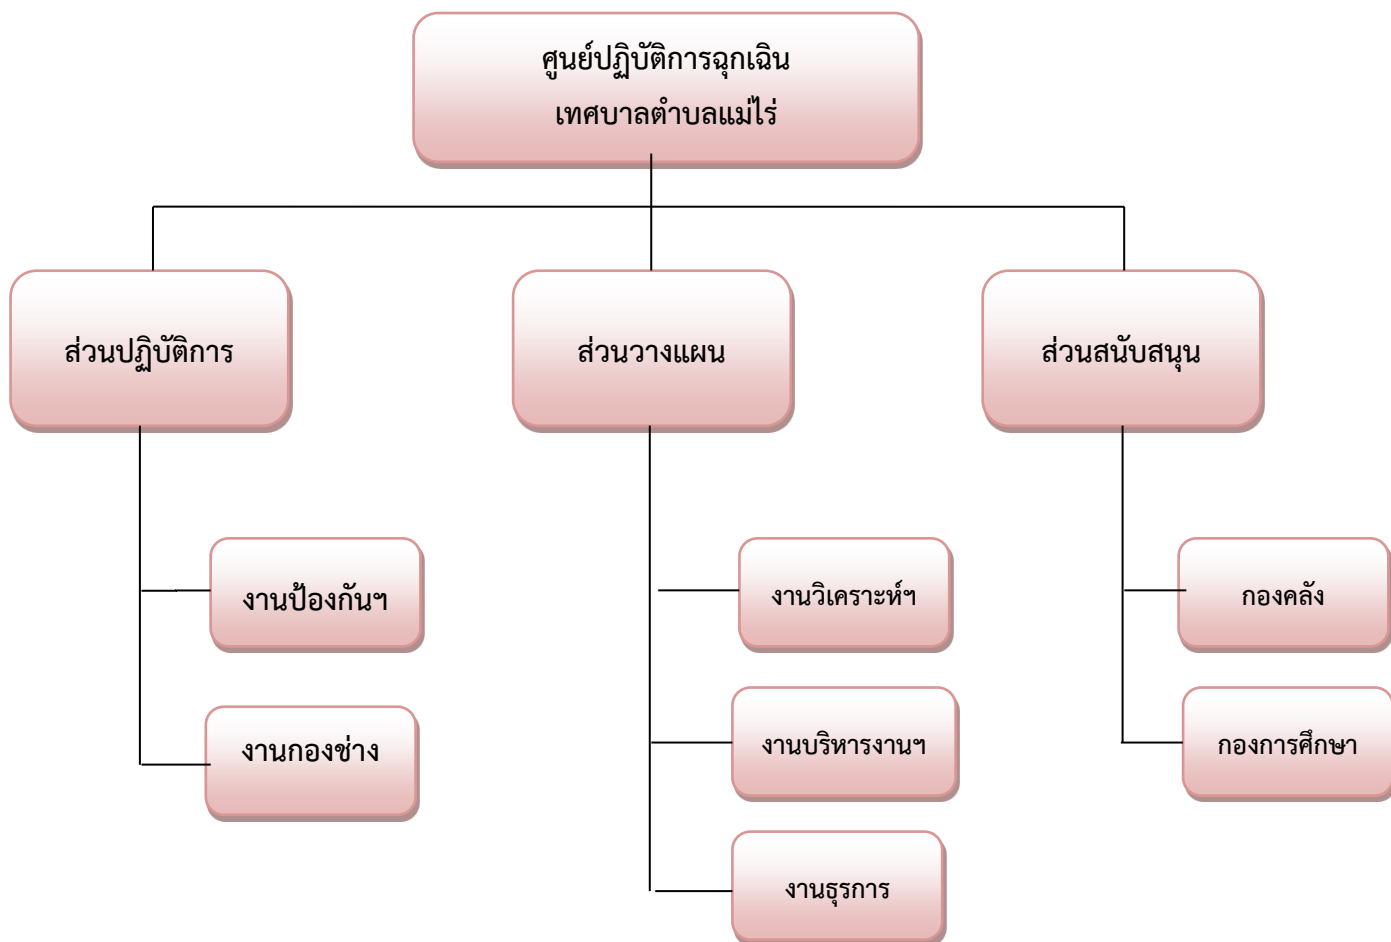 ศูนย์ปฏิบัติการฉุกเฉิน
เทศบาลตำบลแม่ไร่
ส่วนปฏิบัติการ
ส่วนวางแผน
ส่วนสนับสนุน
งานป้องกันฯ
งานวิเคราะห์ฯ
กองคลัง
งานกองช่าง
งานบริหารงานฯ
กองการศึกษา
งานธุรการ